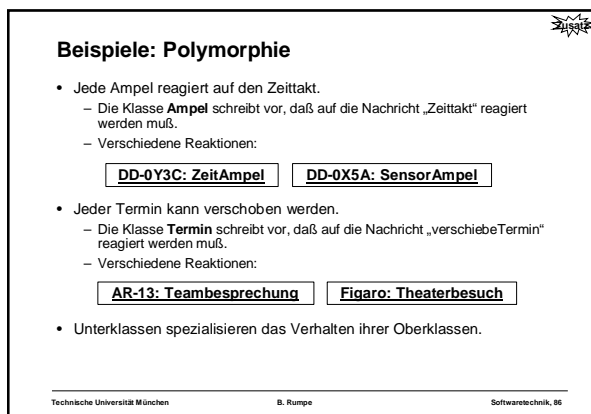 Zusatz
Beispiele: Polymorphie
• Jede Ampel reagiert auf den Zeittakt.
– Die Klasse Ampel schreibt vor, daß auf die Nachricht „Zeittakt“ reagiert
werden muß.
– Verschiedene Reaktionen:
DD-0Y3C: ZeitAmpel DD-0X5A: SensorAmpel
• Jeder Termin kann verschoben werden.
– Die Klasse Termin schreibt vor, daß auf die Nachricht „verschiebeTermin“
reagiert werden muß.
– Verschiedene Reaktionen:
AR-13: Teambesprechung Figaro: Theaterbesuch
• Unterklassen spezialisieren das Verhalten ihrer Oberklassen.
Technische Universität München B. Rumpe Softwaretechnik, 86